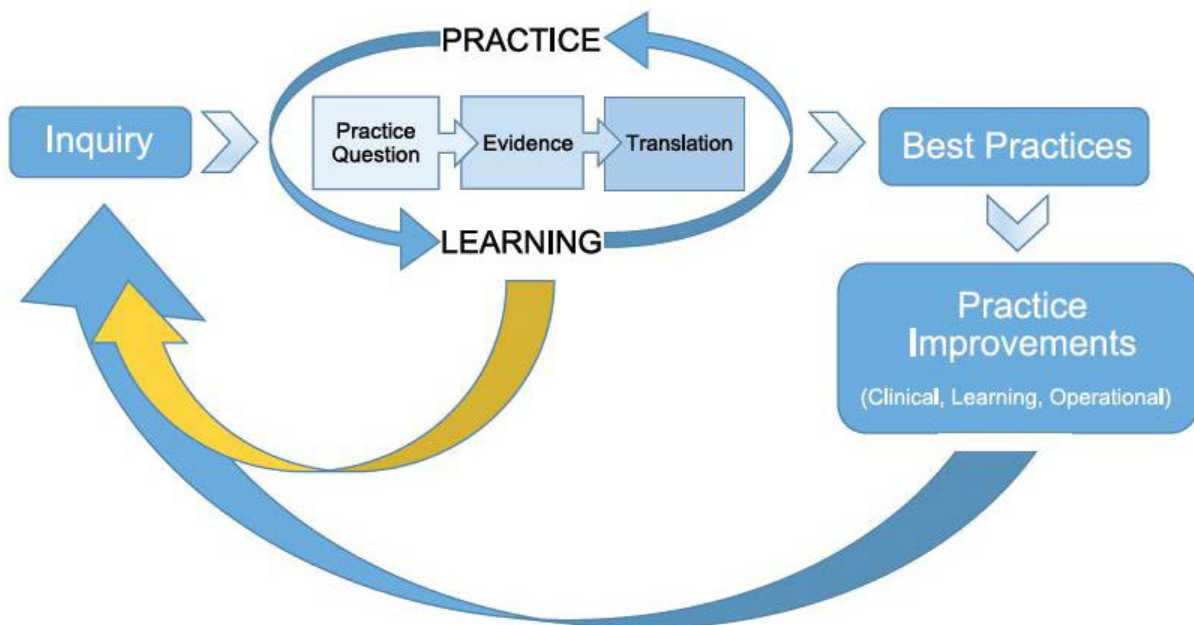 PRACTICE
Inquiry
Practice
Question
Evidence
Translation
LEARNING
Best Practices
Practice
Improvements
(Clinical, Learning, Operational)